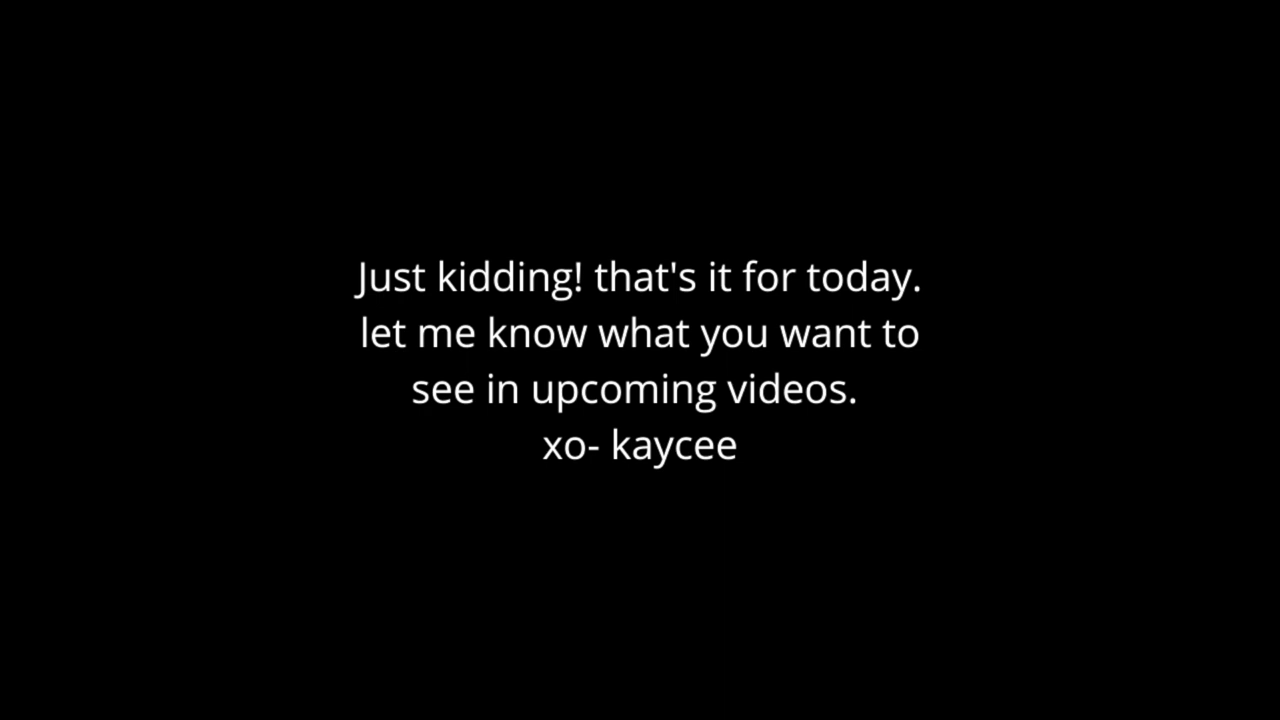 Just kidding! that's it for today.
let me know what you want to
see in upcoming videos.
xo- kaycee